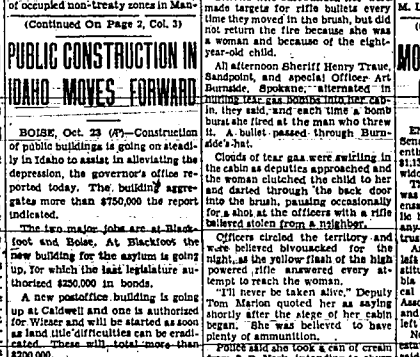 of occupied non-treaty zones in Man-
(Continued On Page 2, Col. 3)
PUBLIC CONSTRUCTION IN
IDAHO MOVES FORWARD
BOISE, Oct. 23 (AP)—Construction
of public buildings is going on steadi-
ly in Idaho to assist in alleviating the
depression, the governor's office re-
ported today. The building aggre-
gates more than $750,000 the report
indicated.
The two major jobs are at Black-
foot and Boise. At Blackfoot the
new building for the asylum is going
up, for which the last legislature au-
thorized $250,000 in bonds.
A new postoffice building is going
up at Caldwell and one is authorized
for Wieser and will be started as soon
as land title difficulties can be eradi-
cated. These will total more than
$200,000.
made targets for rifle bullets every
time they moved in the brush, but did
not return the fire because she was
a woman and because of the eight-
year-old child.
All afternoon Sheriff Henry Traue,
Sandpoint, and special Officer Art
Burnside, Spokane, alternated in
hurling tear gas bombs into her cab-
in, they said, and each time a bomb
burst she fired at the man who threw
it. A bullet passed through Burn-
side's hat.
Clouds of tear gas were swirling in
the cabin as deputies approached and
the woman clutched the child to her
and darted through the back door
into the brush, pausing occasionally
for a shot at the officers with a rifle
believed stolen from a neighbor.
Officers circled the territory and
were believed bivouacked for the
night, as the yellow flash of the high
powered rifle answered every at-
tempt to reach the woman.
"I'll never be taken alive," Deputy
Tom Marion quoted her as saying
shortly after the siege of her cabin
began. She was believed to have
plenty of ammunition.
Police said she took a can of cream